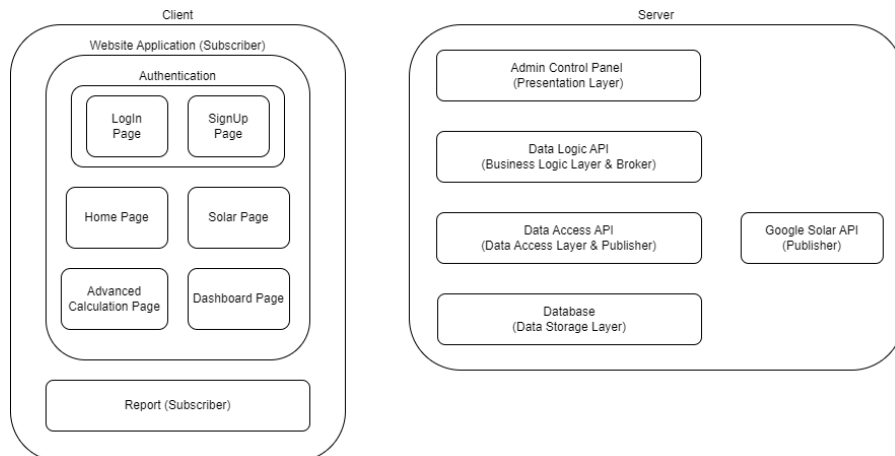 Client
Website Application (Subscriber)
Authentication
LogIn
Page
SignUp
Page
Home Page
Solar Page
Advanced
Calculation Page
Dashboard Page
Report (Subscriber)
Server
Admin Control Panel
(Presentation Layer)
Data Logic API
(Business Logic Layer & Broker)
Data Access API
(Data Access Layer & Publisher)
Google Solar API
(Publisher)
Database
(Data Storage Layer)